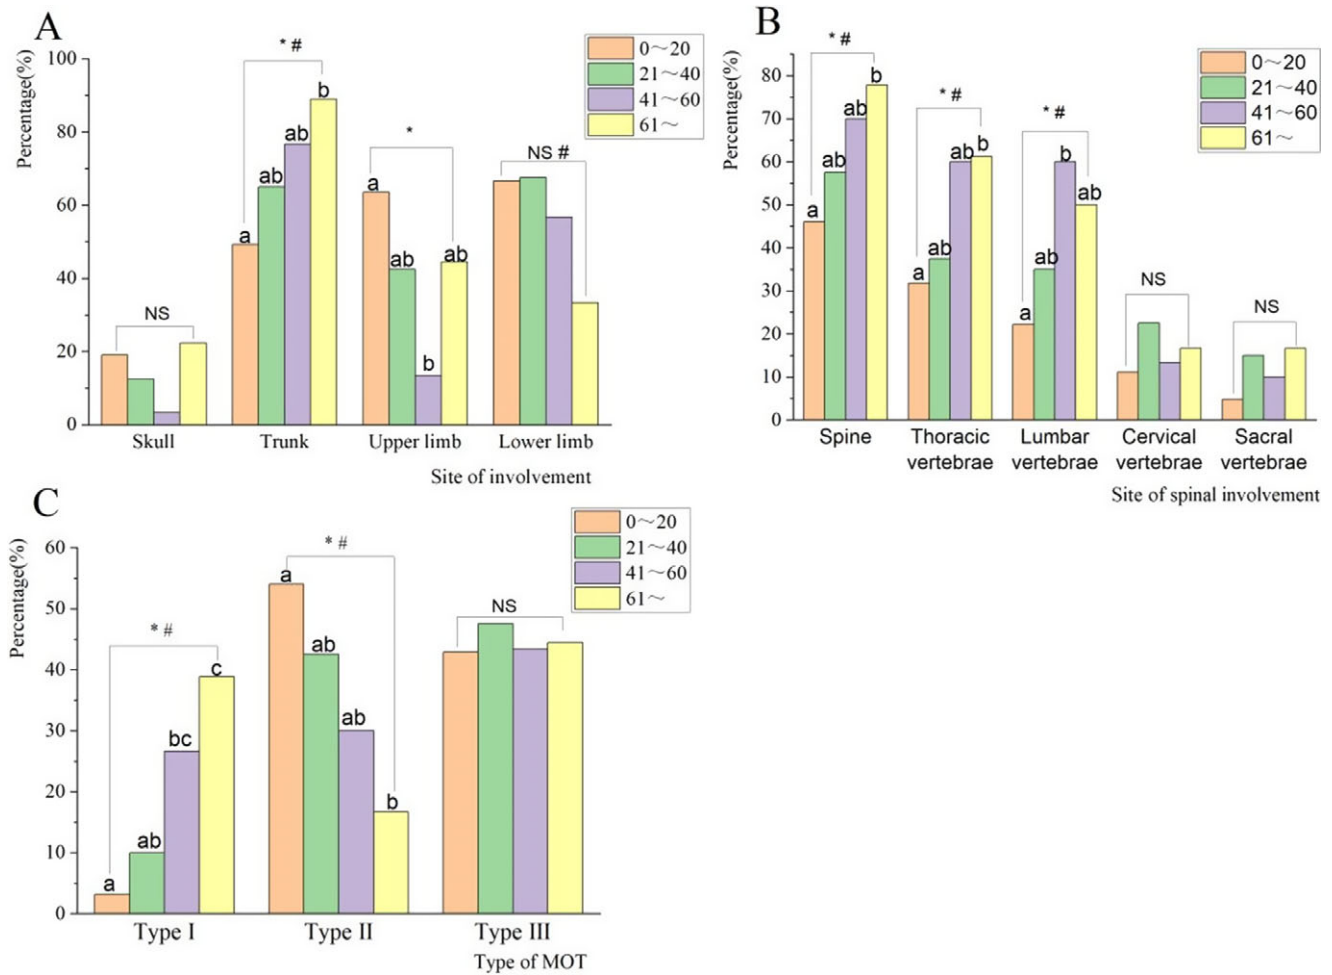 A
Percentage(%)
100
80
60
40
20
0
* #
*
NS #
NS
a
ab
ab
b
a
ab
b
ab
0～20
21～40
41～60
61～
Skull
Trunk
Upper limb
Lower limb
Site of involvement
B
Percentage(%)
80
70
60
50
40
30
20
10
0
* #
* #
* #
NS
NS
a
ab
ab
b
a
ab
ab
b
a
ab
b
ab
0～20
21～40
41～60
61～
Spine
Thoracic
vertebrae
Lumbar
vertebrae
Cervical
vertebrae
Sacral
vertebrae
Site of spinal involvement
C
Percentage(%)
60
50
40
30
20
10
0
* #
* #
NS
a
ab
bc
c
a
ab
ab
b
0～20
21～40
41～60
61～
Type I
Type II
Type III
Type of MOT